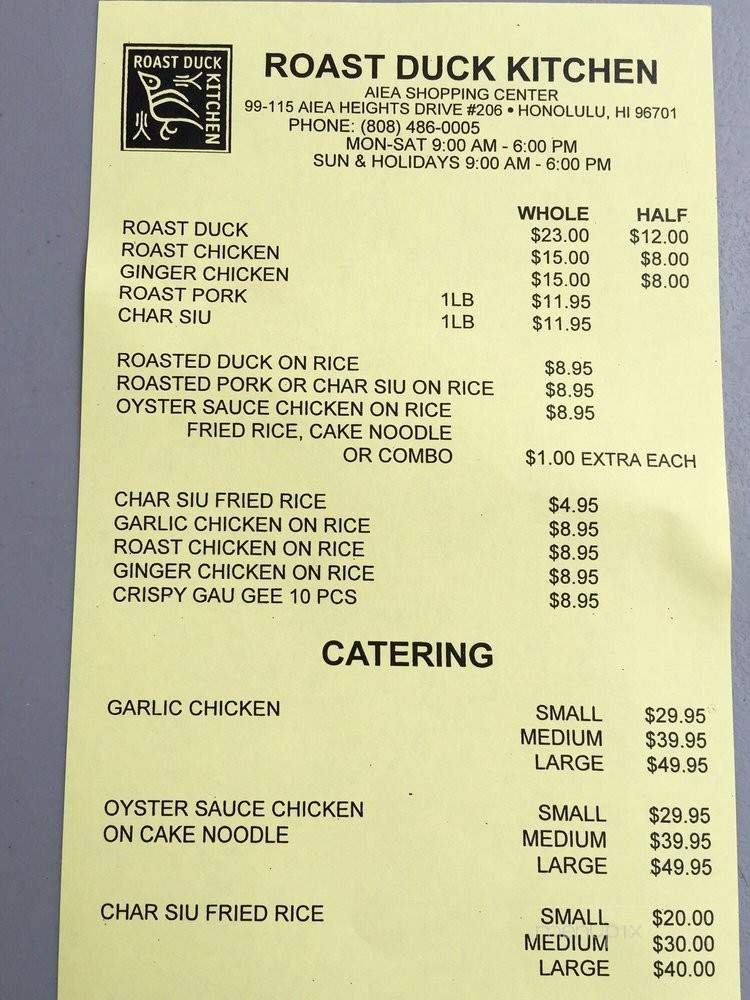 ROAST DUCK
KITCHEN
ROAST DUCK KITCHEN
AIEA SHOPPING CENTER
99-115 AIEA HEIGHTS DRIVE #206 • HONOLULU, HI 96701
PHONE: (808) 486-0005
MON-SAT 9:00 AM - 6:00 PM
SUN & HOLIDAYS 9:00 AM - 6:00 PM
WHOLE HALF
ROAST DUCK $23.00 $12.00
ROAST CHICKEN $15.00 $8.00
GINGER CHICKEN $15.00 $8.00
ROAST PORK 1LB $11.95
CHAR SIU 1LB $11.95
ROASTED DUCK ON RICE $8.95
ROASTED PORK OR CHAR SIU ON RICE $8.95
OYSTER SAUCE CHICKEN ON RICE $8.95
FRIED RICE, CAKE NOODLE
OR COMBO $1.00 EXTRA EACH
CHAR SIU FRIED RICE $4.95
GARLIC CHICKEN ON RICE $8.95
ROAST CHICKEN ON RICE $8.95
GINGER CHICKEN ON RICE $8.95
CRISPY GAU GEE 10 PCS $8.95
CATERING
GARLIC CHICKEN SMALL $29.95
MEDIUM $39.95
LARGE $49.95
OYSTER SAUCE CHICKEN SMALL $29.95
ON CAKE NOODLE MEDIUM $39.95
LARGE $49.95
CHAR SIU FRIED RICE SMALL $20.00
MEDIUM $30.00
LARGE $40.00